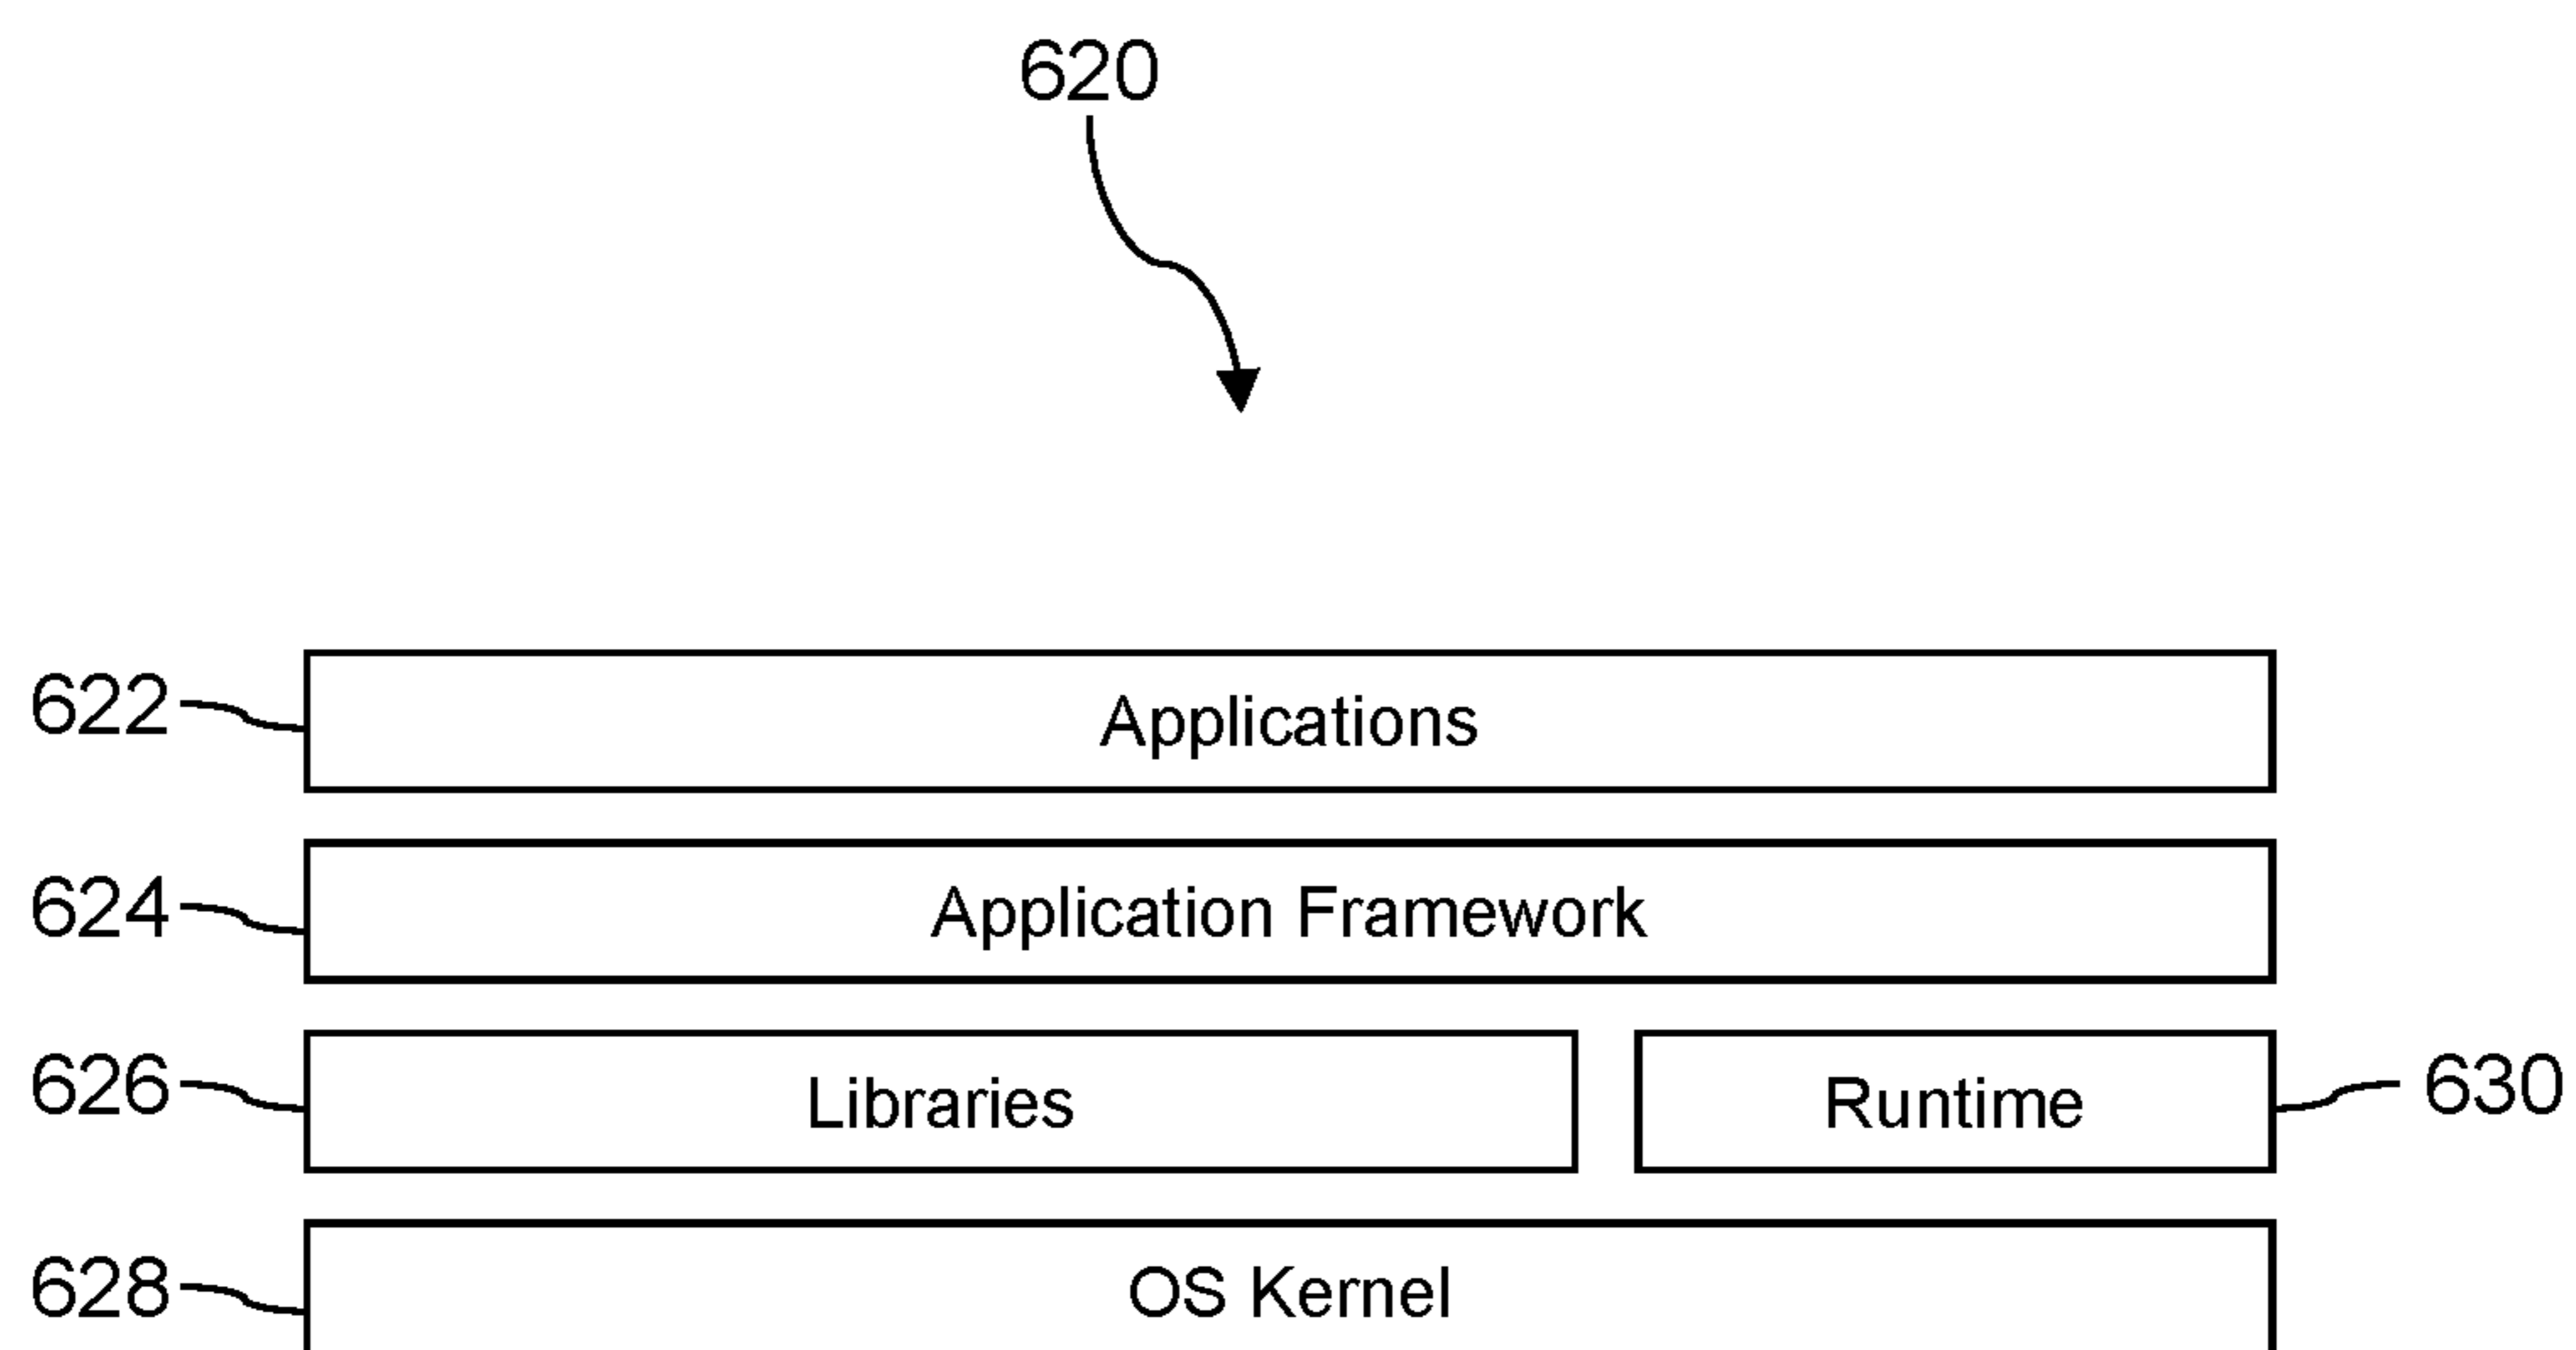 620
622 Applications
624 Application Framework
626 Libraries Runtime 630
628 OS Kernel